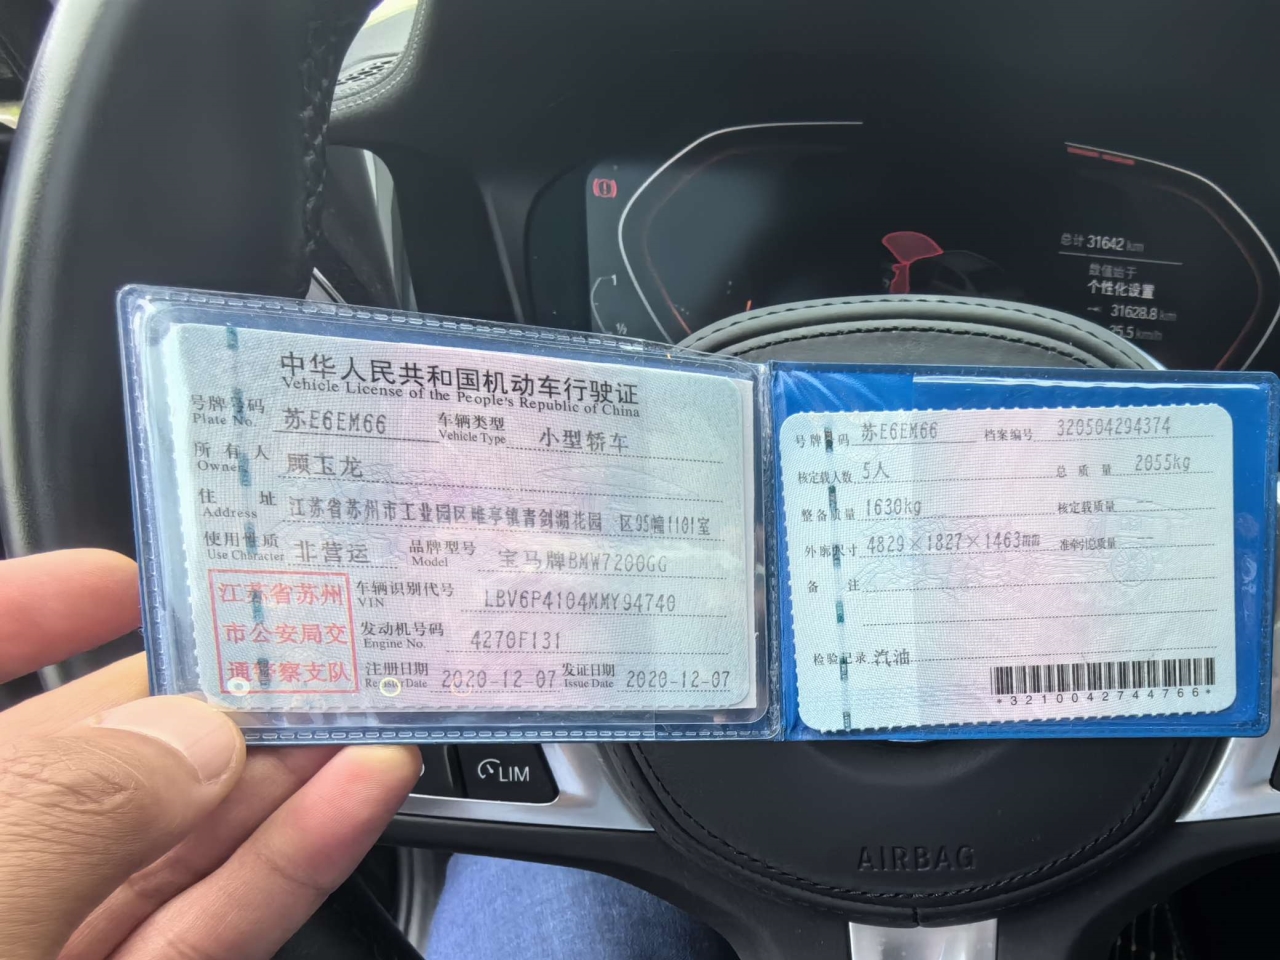 总计 31642 km
数值始于
个性化设置
31628.8 km
25.5 km/h
1/2
中华人民共和国机动车行驶证
Vehicle License of the People's Republic of China
号牌号码 苏E6EM66 车辆类型 小型轿车
Plate No. Vehicle Type
所有人 顾玉龙
Owner
住址 江苏省苏州市工业园区唯亭镇青剑湖花园 区95幢1101室
Address
使用性质 非营运 品牌型号 宝马牌BMW7200GG
Use Character Model
江苏省苏州
市公安局交
通警察支队
车辆识别代号 LBV6P4104MMY94740
VIN
发动机号码 4270F131
Engine No.
注册日期 2020-12-07 发证日期 2020-12-07
Register Date Issue Date
号牌号码 苏E6EM66 档案编号 320504294374
核定载人数 5人 总质量 2055kg
整备质量 1630kg 核定载质量 --
外廓尺寸 4829×1827×1463mm 准牵引总质量 --
备注
检验记录 汽油
*3210042744766*
LIM
AIRBAG